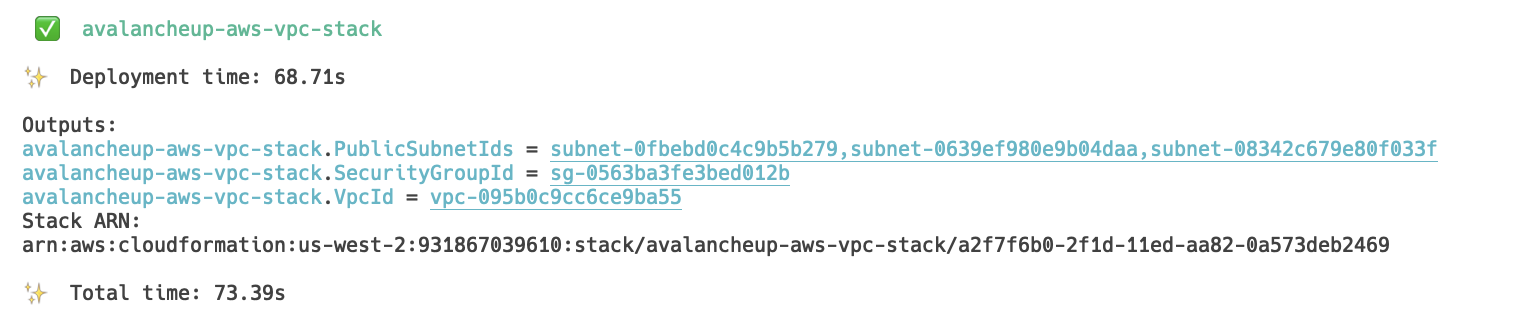 ✅ avalancheup-aws-vpc-stack
✨ Deployment time: 68.71s
Outputs:
avalancheup-aws-vpc-stack.PublicSubnetIds = subnet-0fbebd0c4c9b5b279,subnet-0639ef980e9b04daa,subnet-08342c679e80f033f
avalancheup-aws-vpc-stack.SecurityGroupId = sg-0563ba3fe3bed012b
avalancheup-aws-vpc-stack.VpcId = vpc-095b0c9cc6ce9ba55
Stack ARN:
arn:aws:cloudformation:us-west-2:931867039610:stack/avalancheup-aws-vpc-stack/a2f7f6b0-2f1d-11ed-aa82-0a573deb2469
✨ Total time: 73.39s